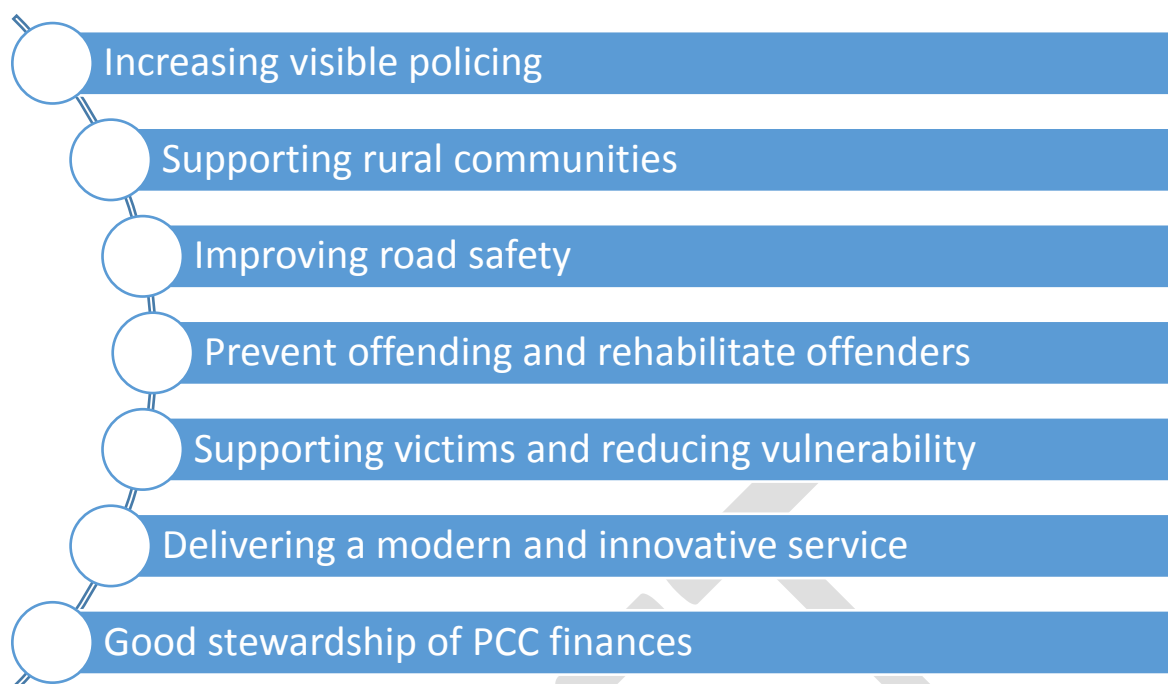 Increasing visible policing
Supporting rural communities
Improving road safety
Prevent offending and rehabilitate offenders
Supporting victims and reducing vulnerability
Delivering a modern and innovative service
Good stewardship of PCC finances